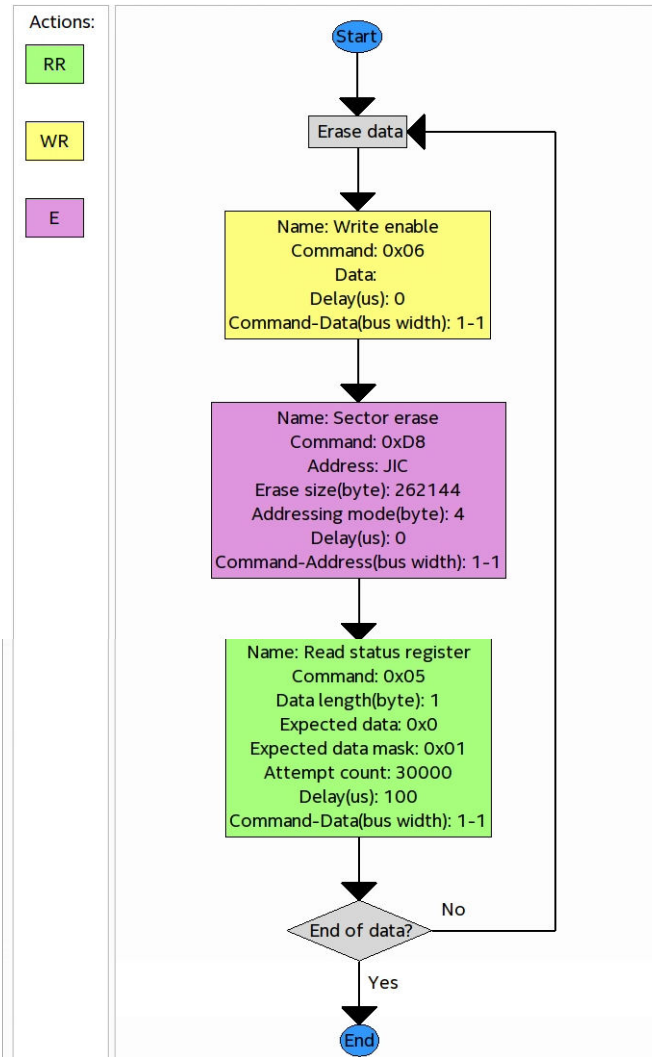 Actions:
RR
WR
E
Start
Erase data
Name: Write enable
Command: 0x06
Data:
Delay(us): 0
Command-Data(bus width): 1-1
Name: Sector erase
Command: 0xD8
Address: JIC
Erase size(byte): 262144
Addressing mode(byte): 4
Delay(us): 0
Command-Address(bus width): 1-1
Name: Read status register
Command: 0x05
Data length(byte): 1
Expected data: 0x0
Expected data mask: 0x01
Attempt count: 30000
Delay(us): 100
Command-Data(bus width): 1-1
End of data?
No
Yes
End